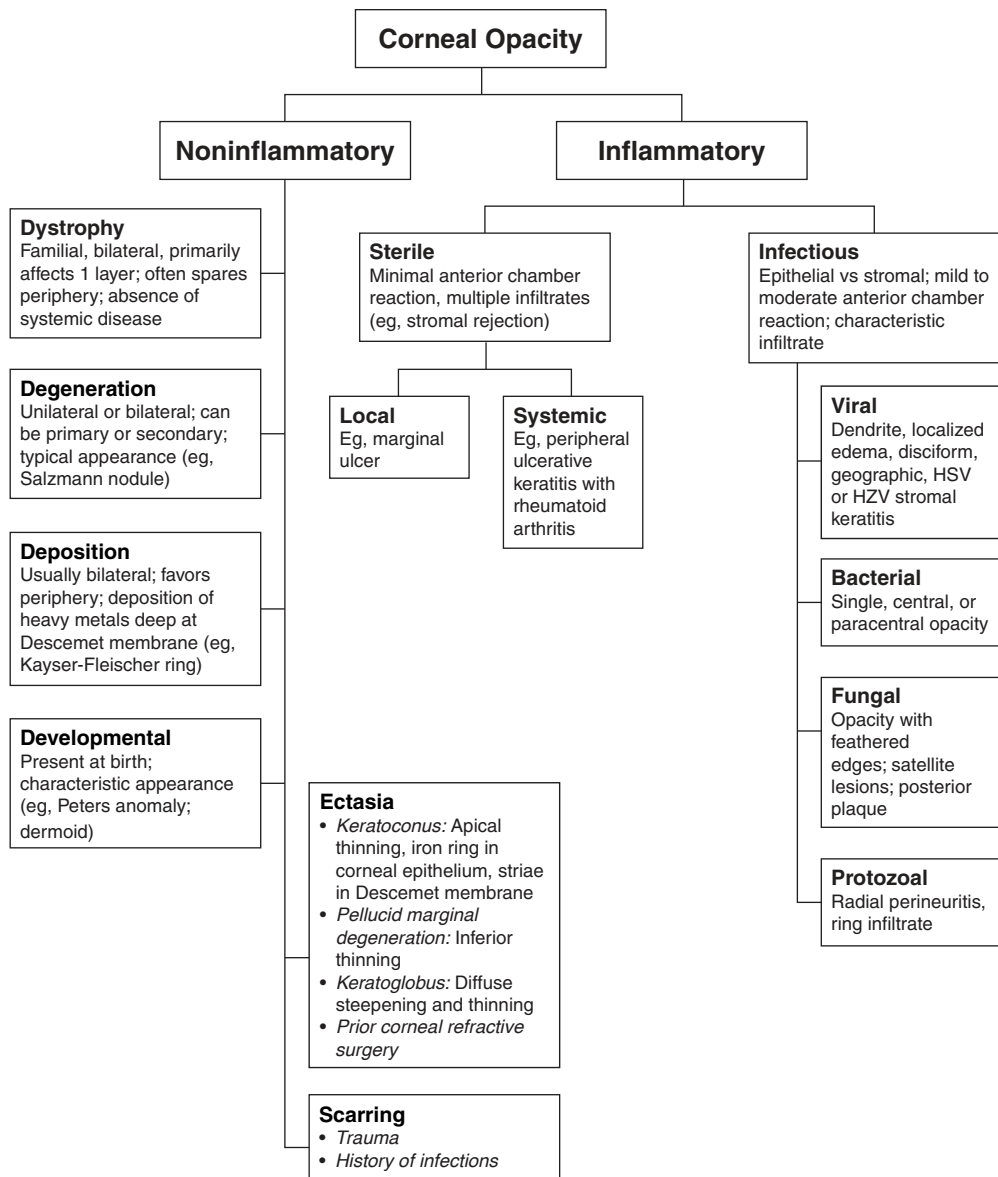 Corneal Opacity
Noninflammatory
Inflammatory
Dystrophy
Familial, bilateral, primarily
affects 1 layer; often spares
periphery; absence of
systemic disease
Degeneration
Unilateral or bilateral; can
be primary or secondary;
typical appearance (eg,
Salzmann nodule)
Deposition
Usually bilateral; favors
periphery; deposition of
heavy metals deep at
Descemet membrane (eg,
Kayser-Fleischer ring)
Developmental
Present at birth;
characteristic appearance
(eg, Peters anomaly;
dermoid)
Ectasia
• Keratoconus: Apical
thinning, iron ring in
corneal epithelium, striae
in Descemet membrane
• Pellucid marginal
degeneration: Inferior
thinning
• Keratoglobus: Diffuse
steepening and thinning
• Prior corneal refractive
surgery
Scarring
• Trauma
• History of infections
Sterile
Minimal anterior chamber
reaction, multiple infiltrates
(eg, stromal rejection)
Local
Eg, marginal
ulcer
Systemic
Eg, peripheral
ulcerative
keratitis with
rheumatoid
arthritis
Infectious
Epithelial vs stromal; mild to
moderate anterior chamber
reaction; characteristic
infiltrate
Viral
Dendrite, localized
edema, disciform,
geographic, HSV
or HZV stromal
keratitis
Bacterial
Single, central, or
paracentral opacity
Fungal
Opacity with
feathered
edges; satellite
lesions; posterior
plaque
Protozoal
Radial perineuritis,
ring infiltrate